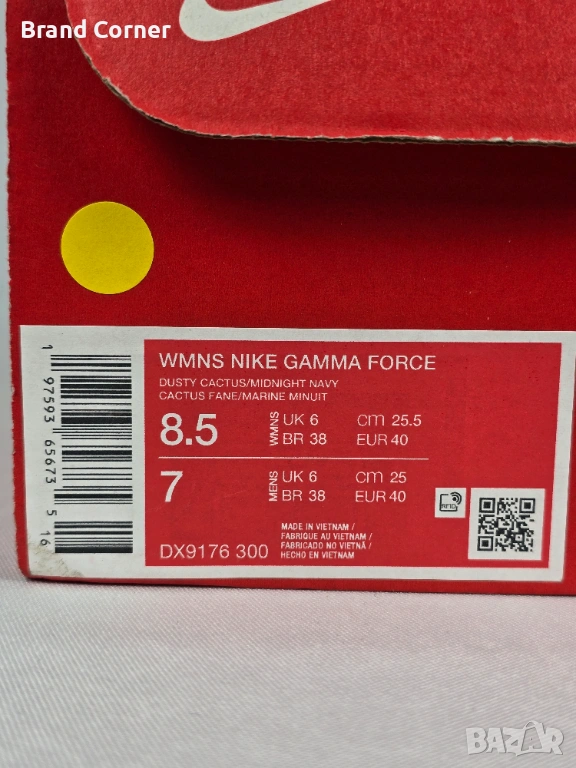 Brand Corner
WMNS NIKE GAMMA FORCE
DUSTY CACTUS/MIDNIGHT NAVY
CACTUS FANE/MARINE MINUIT
8.5 WMNS UK 6 cm 25.5
BR 38 EUR 40
7 MENS UK 6 cm 25
BR 38 EUR 40
DX9176 300
MADE IN VIETNAM /
FABRIQUE AU VIETNAM /
FABRICADO NO VIETNÃ /
HECHO EN VIETNAM
RFID
1 97593 65673 5 16
BAZAR